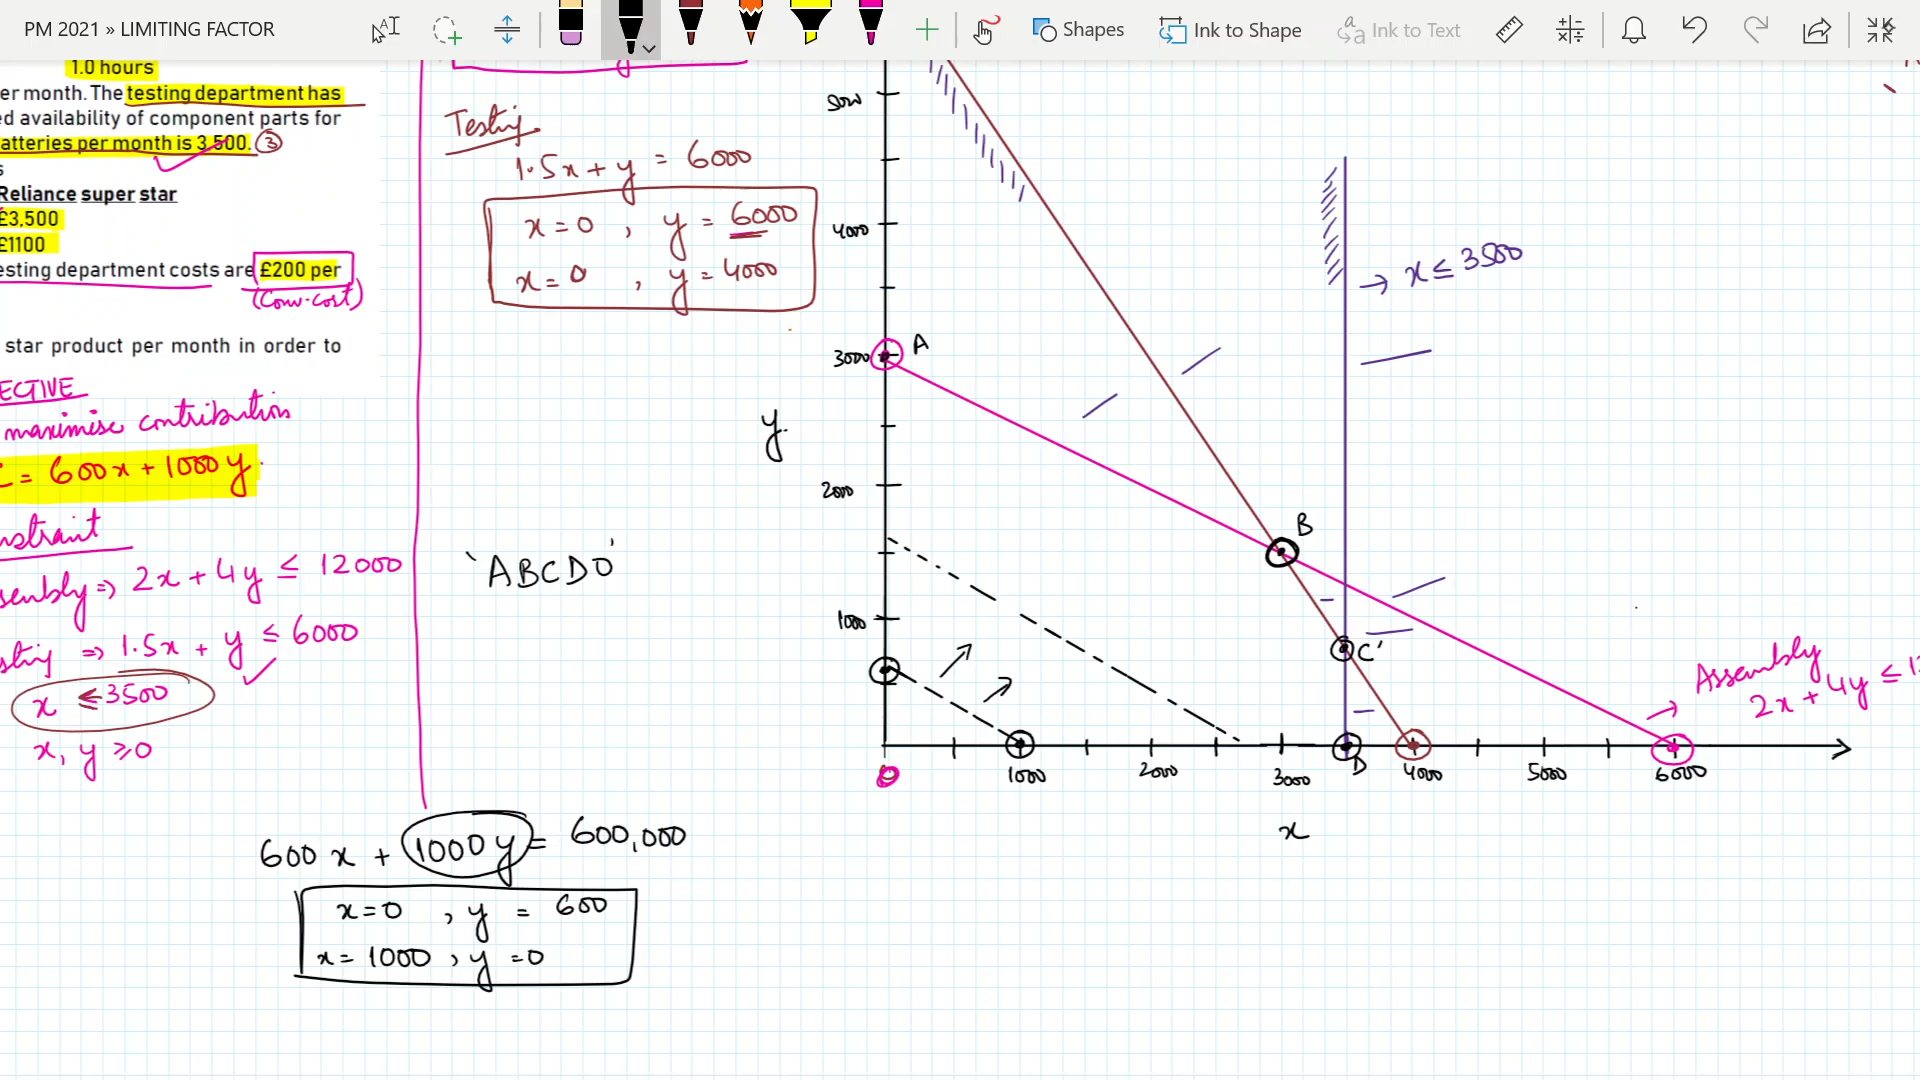 PM 2021 » LIMITING FACTOR
Shapes
Ink to Shape
Ink to Text
1.0 hours
er month. The testing department has
ed availability of component parts for
atteries per month is 3 500. 3
s
Reliance super star
£3,500
£1100
esting department costs are £200 per
(Conv. cost)
star product per month in order to
ECTIVE
maximise contribution
C = 600x + 1000y.
nstraint
sembly ⇒ 2x + 4y ≤ 12000
sting ⇒ 1.5x + y ≤ 6000
x ≤ 3500
x, y ≥ 0
Testing
1.5x + y = 6000
x = 0 , y = 6000
x = 0 , y = 4000
'ABCDO'
600x + 1000y = 600,000
x = 0 , y = 600
x = 1000 , y = 0
5000
4000
3000 A
y
2000
1000
→ x ≤ 3500
B
C'
D
Assembly
→ 2x + 4y ≤ 12
0 1000 2000 3000 4000 5000 6000
x